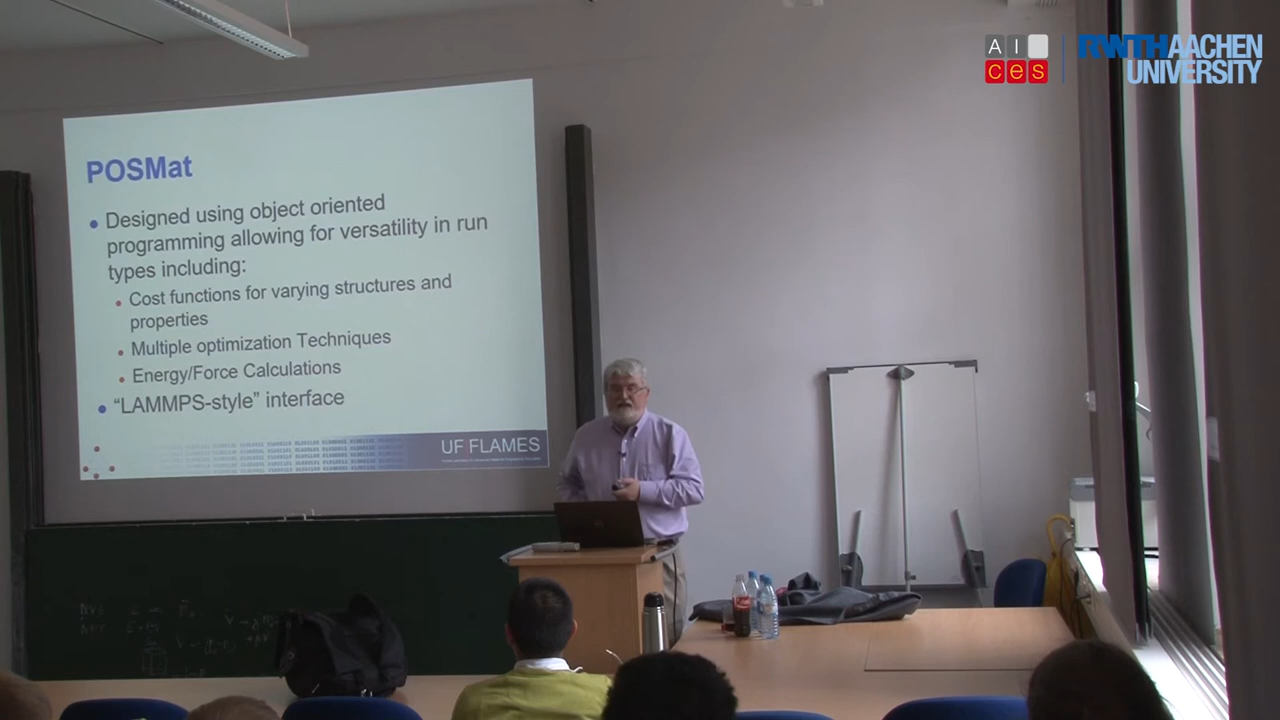 AI
ces
RWTHAACHEN
UNIVERSITY
POSMat
Designed using object oriented
programming allowing for versatility in run
types including:
Cost functions for varying structures and
properties
Multiple optimization Techniques
Energy/Force Calculations
"LAMMPS-style" interface
UF|FLAMES